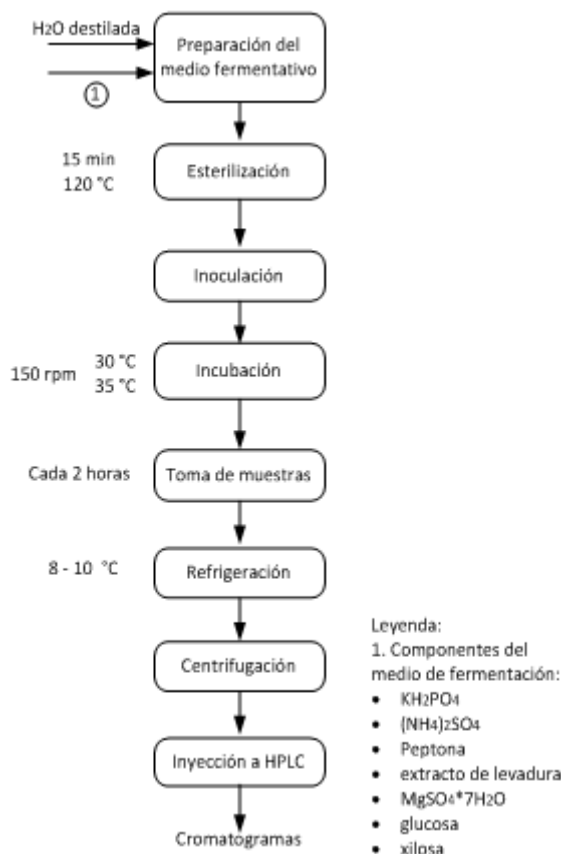 H2O destilada
1
Preparación del
medio fermentativo
15 min
120 °C
Esterilización
Inoculación
150 rpm
30 °C
35 °C
Incubación
Cada 2 horas
Toma de muestras
8 - 10 °C
Refrigeración
Centrifugación
Inyección a HPLC
Cromatogramas
Leyenda:
1. Componentes del
medio de fermentación:
• KH2PO4
• (NH4)2SO4
• Peptona
• extracto de levadura
• MgSO4*7H2O
• glucosa
• xilosa